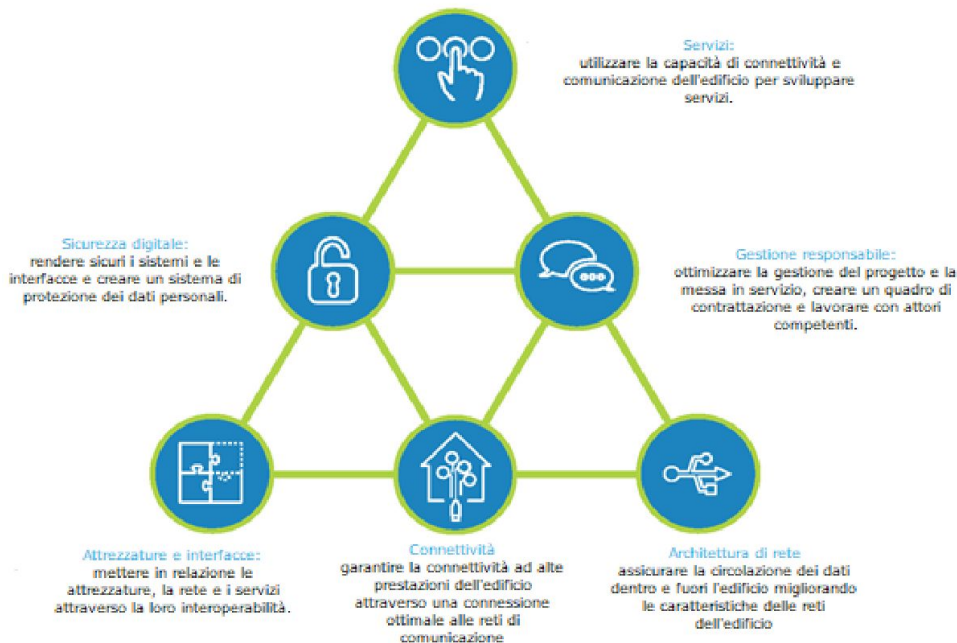 Servizi:
utilizzare la capacità di connettività e
comunicazione dell'edificio per sviluppare
servizi.
Sicurezza digitale:
rendere sicuri i sistemi e le
interfacce e creare un sistema di
protezione dei dati personali.
Gestione responsabile:
ottimizzare la gestione del progetto e la
messa in servizio, creare un quadro di
contrattazione e lavorare con attori
competenti.
Attrezzature e interfacce:
mettere in relazione le
attrezzature, la rete e i servizi
attraverso la loro interoperabilità.
Connettività
garantire la connettività ad alte
prestazioni dell'edificio
attraverso una connessione
ottimale alle reti di
comunicazione
Architettura di rete
assicurare la circolazione dei dati
dentro e fuori l'edificio migliorando
le caratteristiche delle reti
dell'edificio